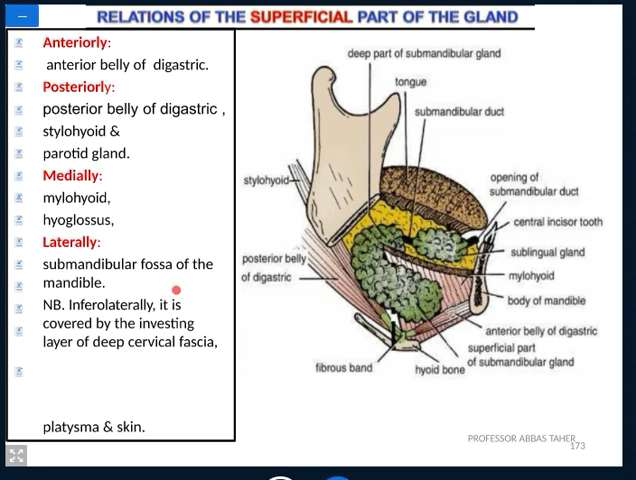 RELATIONS OF THE SUPERFICIAL PART OF THE GLAND
Anteriorly:
anterior belly of digastric.
Posteriorly:
posterior belly of digastric ,
stylohyoid &
parotid gland.
Medially:
mylohyoid,
hyoglossus,
Laterally:
submandibular fossa of the
mandible.
NB. Inferolaterally, it is
covered by the investing
layer of deep cervical fascia,
platysma & skin.
deep part of submandibular gland
tongue
submandibular duct
stylohyoid
opening of
submandibular duct
central incisor tooth
sublingual gland
posterior belly
of digastric
mylohyoid
body of mandible
anterior belly of digastric
superficial part
of submandibular gland
fibrous band
hyoid bone
PROFESSOR ABBAS TAHER
173